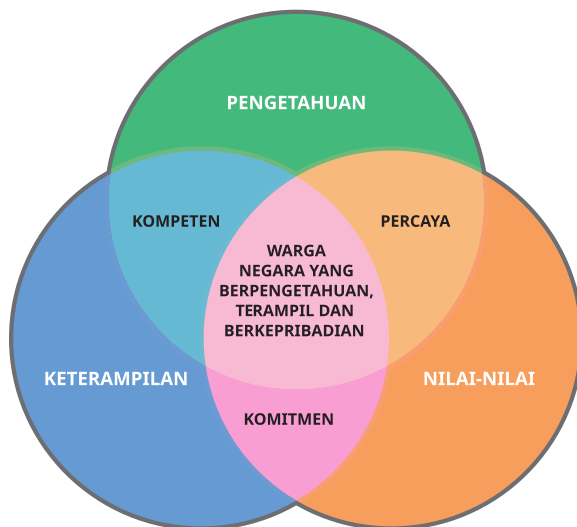 PENGETAHUAN
KOMPETEN
PERCAYA
WARGA
NEGARA YANG
BERPENGETAHUAN,
TERAMPIL DAN
BERKEPRIBADIAN
KETERAMPILAN
NILAI-NILAI
KOMITMEN